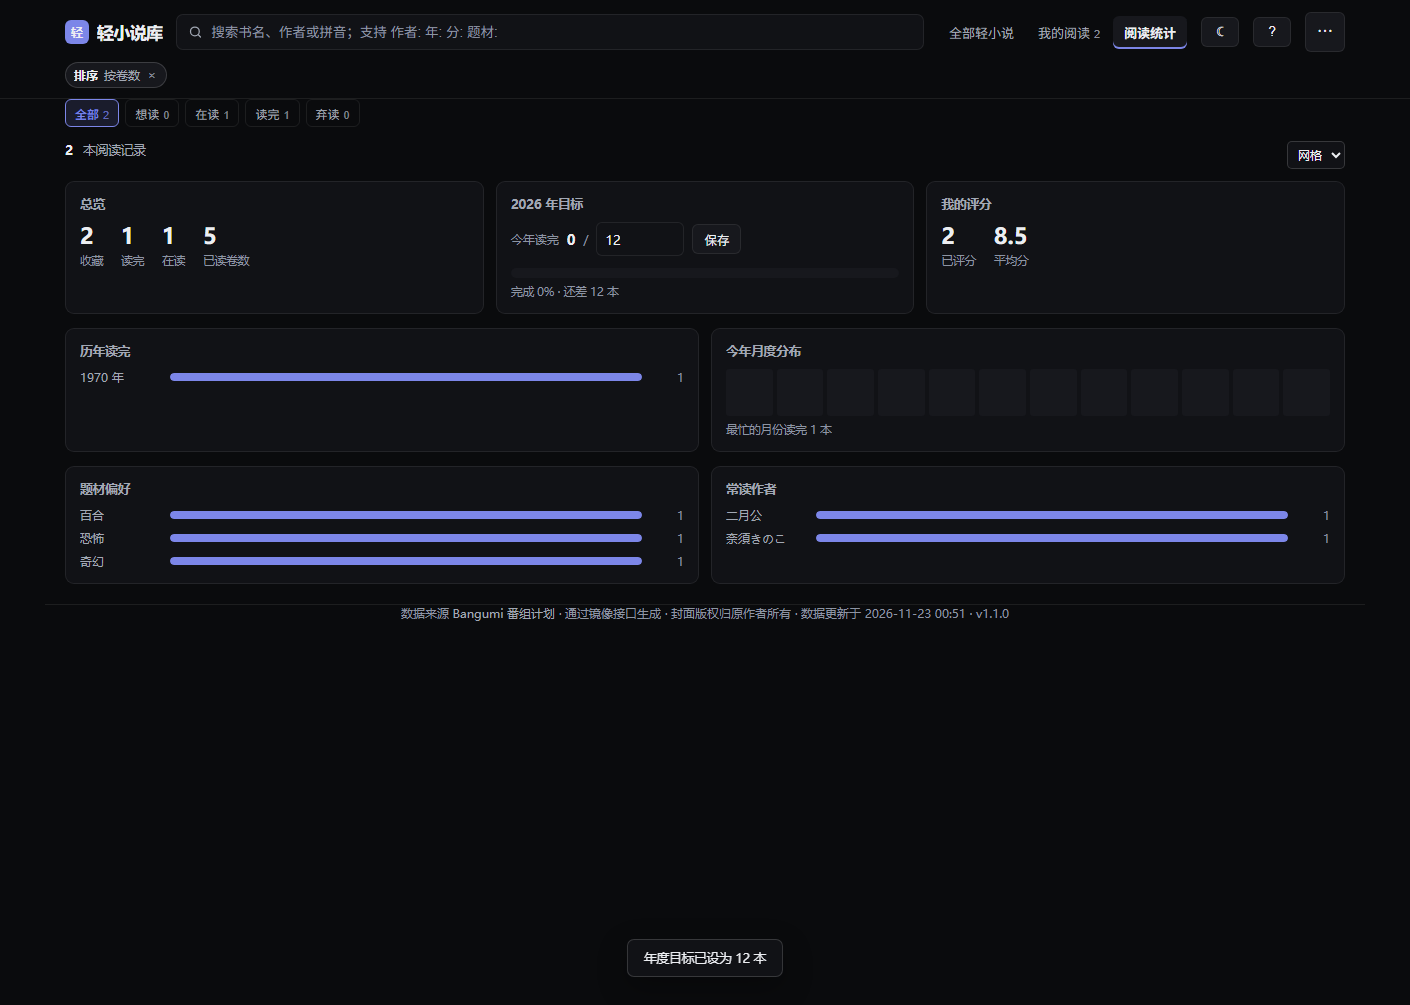 轻 轻小说库 搜索书名、作者或拼音；支持 作者: 年: 分: 题材: 全部轻小说 我的阅读 2 阅读统计 ☾ ? ···
排序 按卷数 ×
全部 2 想读 0 在读 1 读完 1 弃读 0
2 本阅读记录 网格
总览
2 1 1 5
收藏 读完 在读 已读卷数
2026 年目标
今年读完 0 / 12 保存
完成 0% · 还差 12 本
我的评分
2 8.5
已评分 平均分
历年读完
1970 年 1
今年月度分布
最忙的月份读完 1 本
题材偏好
百合 1
恐怖 1
奇幻 1
常读作者
二月公 1
奈須きのこ 1
数据来源 Bangumi 番组计划 · 通过镜像接口生成 · 封面版权归原作者所有 · 数据更新于 2026-11-23 00:51 · v1.1.0
年度目标已设为 12 本